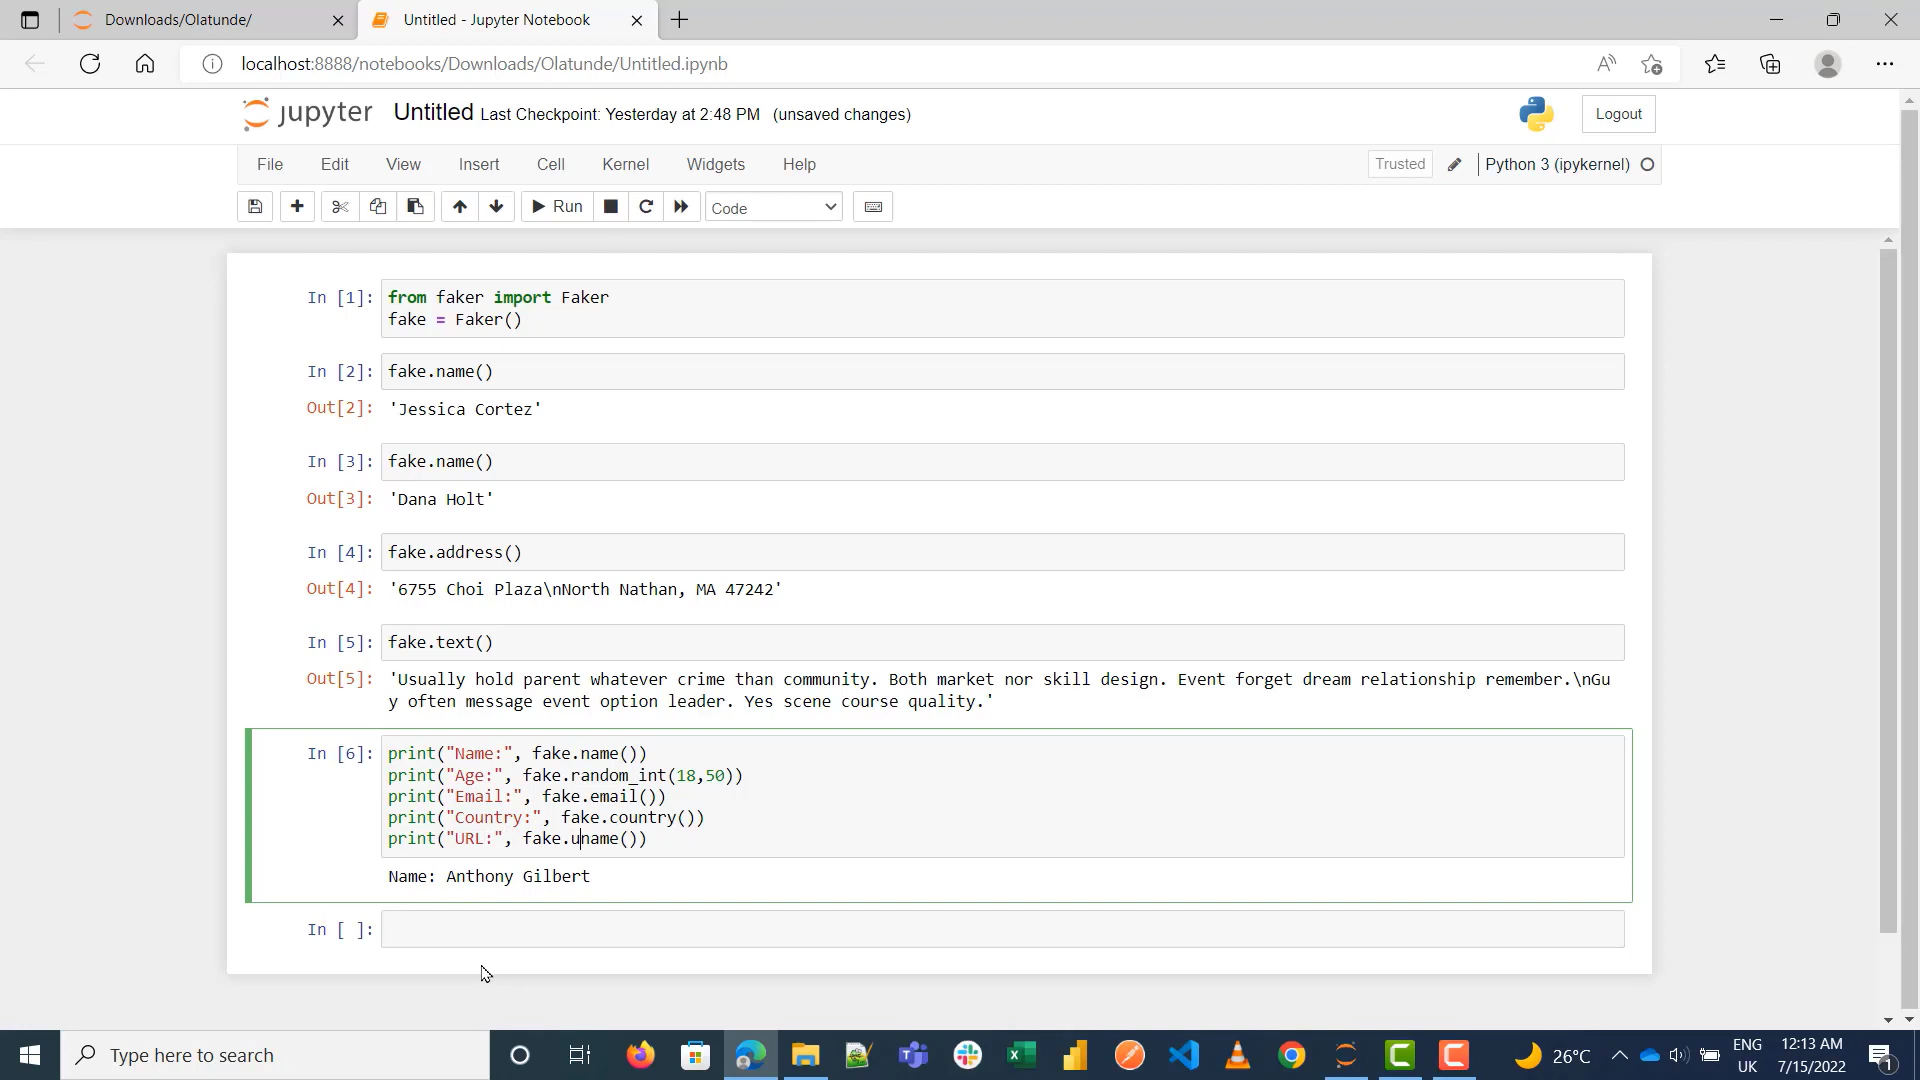 Downloads/Olatunde/
Untitled - Jupyter Notebook
localhost:8888/notebooks/Downloads/Olatunde/Untitled.ipynb
jupyter Untitled Last Checkpoint: Yesterday at 2:48 PM (unsaved changes)
Logout
File Edit View Insert Cell Kernel Widgets Help
Trusted
Python 3 (ipykernel)
Run
Code
In [1]: from faker import Faker
fake = Faker()
In [2]: fake.name()
Out[2]: 'Jessica Cortez'
In [3]: fake.name()
Out[3]: 'Dana Holt'
In [4]: fake.address()
Out[4]: '6755 Choi Plaza\nNorth Nathan, MA 47242'
In [5]: fake.text()
Out[5]: 'Usually hold parent whatever crime than community. Both market nor skill design. Event forget dream relationship remember.\nGu
y often message event option leader. Yes scene course quality.'
In [6]: print("Name:", fake.name())
print("Age:", fake.random_int(18,50))
print("Email:", fake.email())
print("Country:", fake.country())
print("URL:", fake.uname())
Name: Anthony Gilbert
In [ ]:
Type here to search
26°C
ENG
UK
12:13 AM
7/15/2022
1